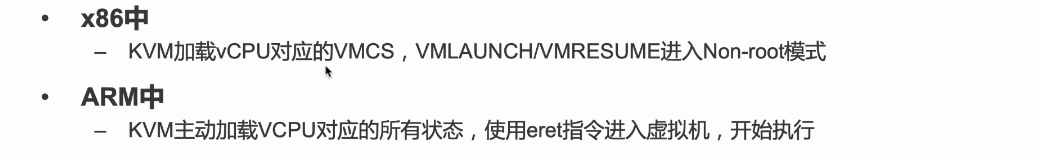 • x86中
– KVM加载vCPU对应的VMCS，VMLAUNCH/VMRESUME进入Non-root模式
• ARM中
– KVM主动加载VCPU对应的所有状态，使用eret指令进入虚拟机，开始执行